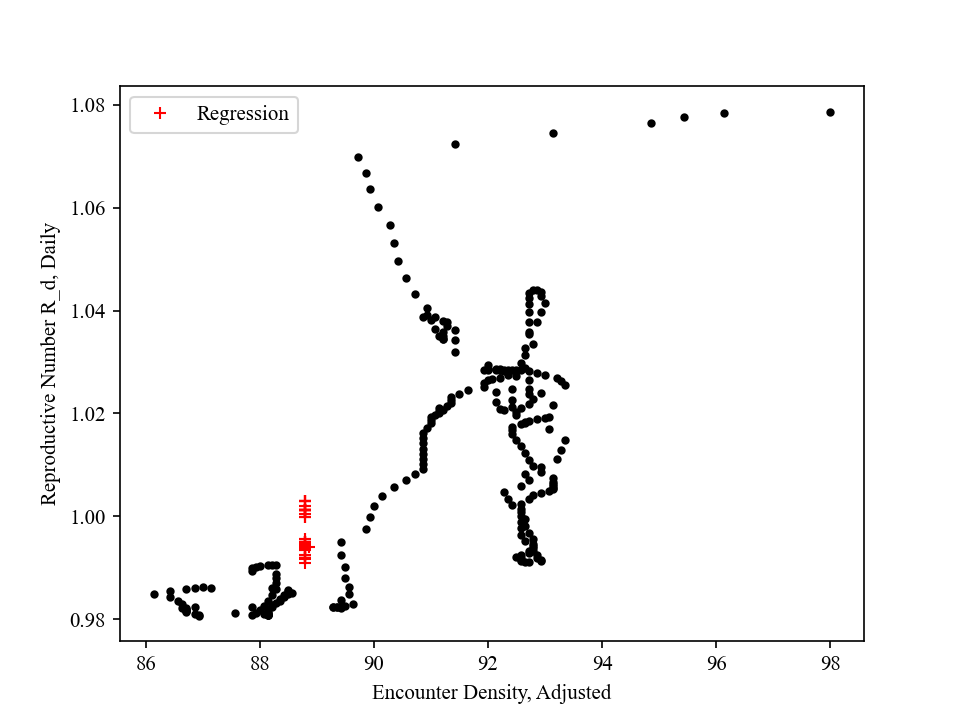 1.08
1.06
1.04
1.02
1.00
0.98
Reproductive Number R_d, Daily
Regression
86 88 90 92 94 96 98
Encounter Density, Adjusted